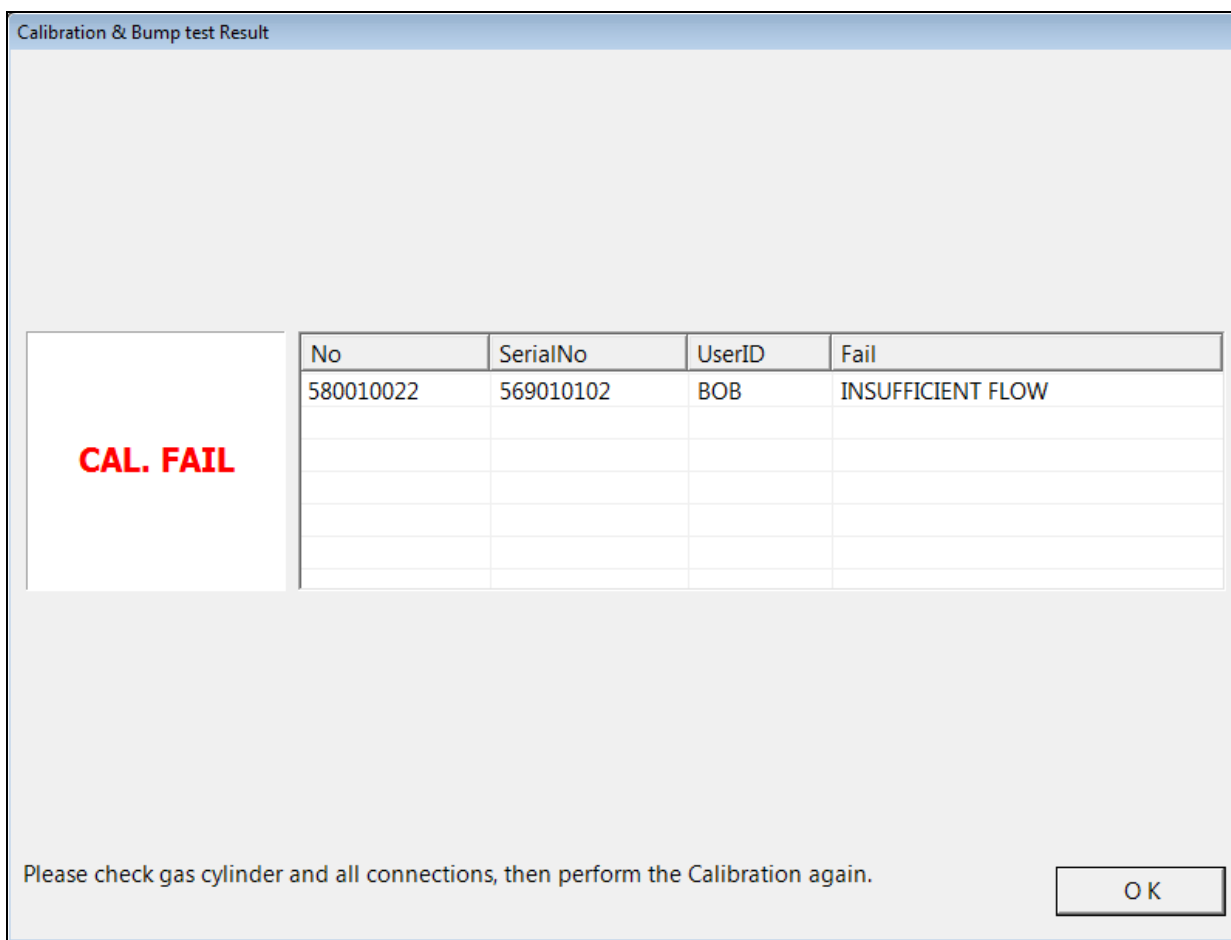 Calibration & Bump test Result
No SerialNo UserID Fail
580010022 569010102 BOB INSUFFICIENT FLOW
CAL. FAIL
Please check gas cylinder and all connections, then perform the Calibration again.
O K